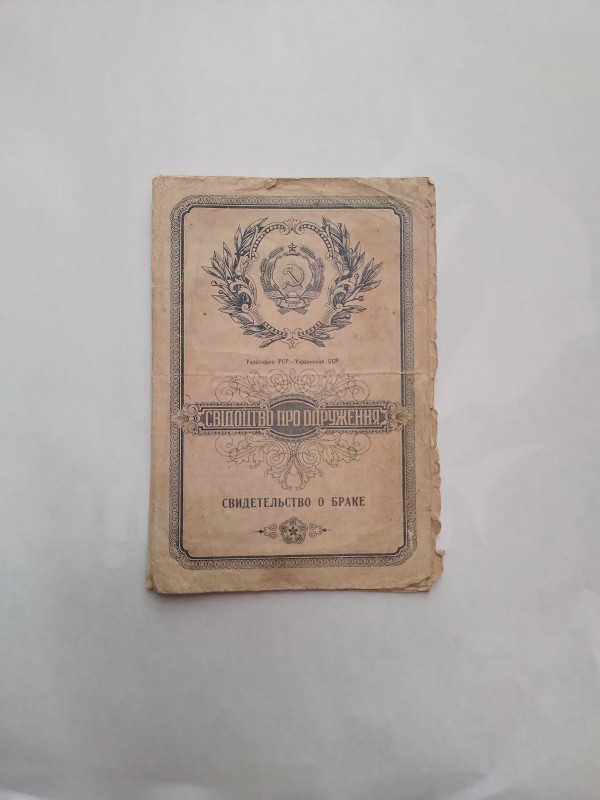 Українська РСР - Украинская ССР
СВІДОЦТВО ПРО ОДРУЖЕННЯ
СВИДЕТЕЛЬСТВО О БРАКЕ